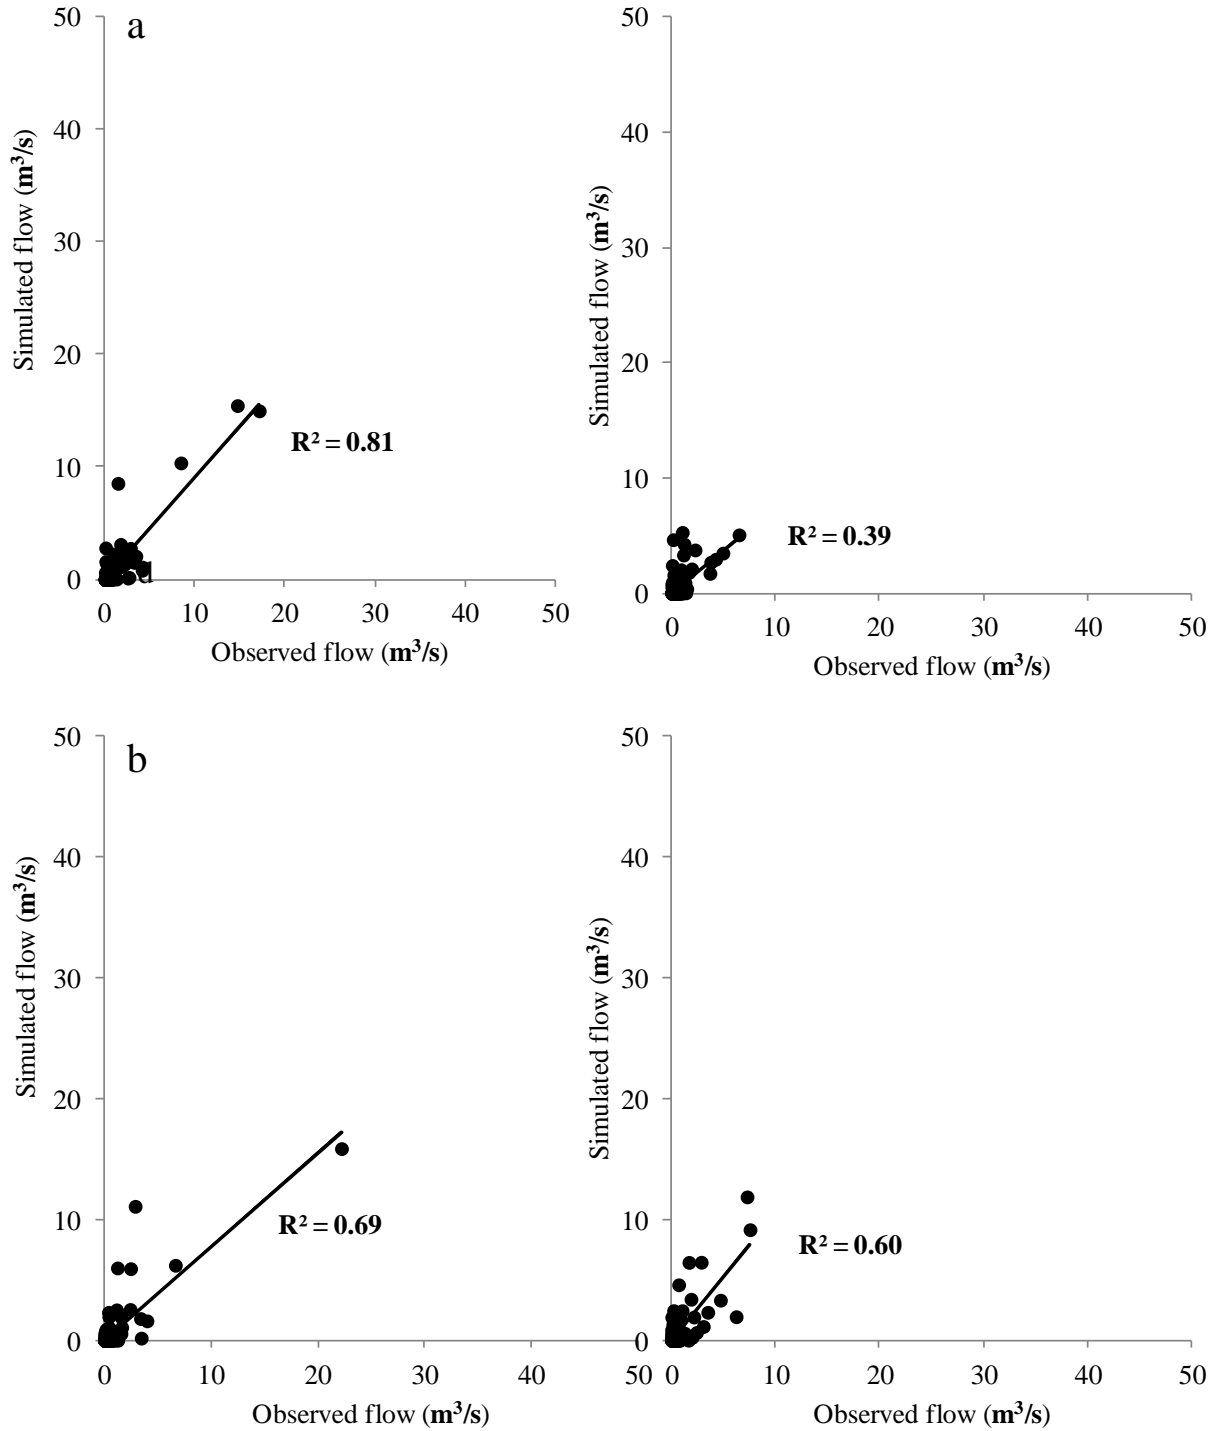 a
50
40
30
20
10
0
0 10 20 30 40 50
Simulated flow (m³/s)
Observed flow (m³/s)
R² = 0.81
d
50
40
30
20
10
0
0 10 20 30 40 50
Simulated flow (m³/s)
Observed flow (m³/s)
R² = 0.39
b
50
40
30
20
10
0
0 10 20 30 40 50
Simulated flow (m³/s)
Observed flow (m³/s)
R² = 0.69
50
40
30
20
10
0
0 10 20 30 40 50
Simulated flow (m³/s)
Observed flow (m³/s)
R² = 0.60